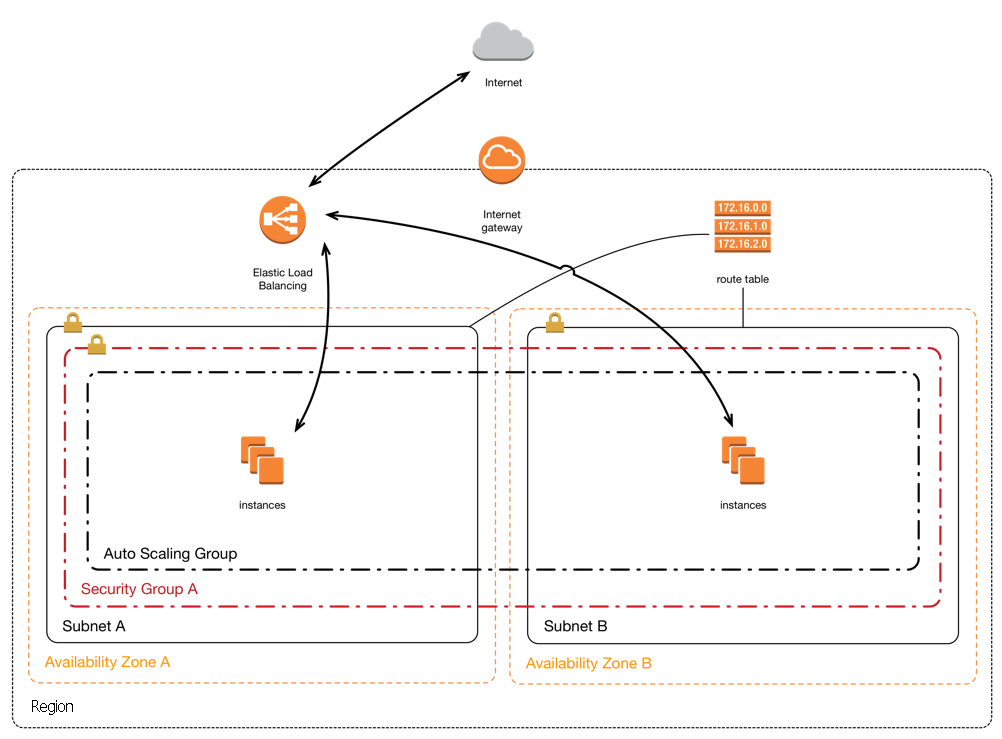 Internet
Internet
gateway
172.16.0.0
172.16.1.0
172.16.2.0
Elastic Load
Balancing
route table
instances
instances
Auto Scaling Group
Security Group A
Subnet A
Subnet B
Availability Zone A
Availability Zone B
Region